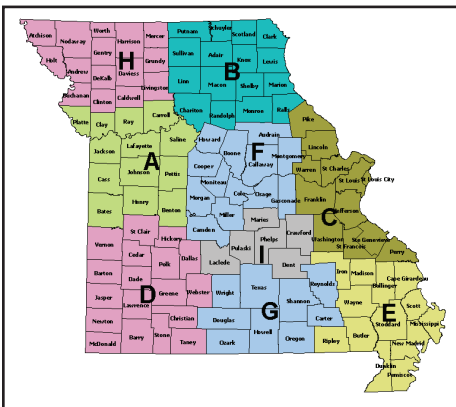 Atchison
Nodaway
Worth
Harrison
Mercer
Gentry
Holt
H
Grundy
Andrew
DeKalb
Daviess
Livingston
Buchanan
Clinton
Caldwell
Putnam
Schuyler
Scotland
Clark
Sullivan
Adair
Knox
Lewis
B
Linn
Macon
Shelby
Marion
Chariton
Randolph
Monroe
Ralls
Platte
Clay
Ray
Carroll
Saline
Jackson
Lafayette
A
Johnson
Pettis
Cass
Henry
Benton
Bates
Howard
Boone
Audrain
F
Cooper
Callaway
Montgomery
Moniteau
Cole
Osage
Gasconade
Morgan
Miller
Camden
Pike
Lincoln
Warren
St Charles
St Louis
St Louis City
Franklin
Jefferson
C
Washington
Ste Genevieve
St Francois
Perry
Maries
Phelps
Crawford
Pulaski
I
Laclede
Dent
St Clair
Hickory
Vernon
Cedar
Polk
Dallas
Barton
Dade
D
Greene
Webster
Jasper
Lawrence
Christian
Newton
McDonald
Barry
Stone
Taney
Wright
Texas
Shannon
Reynolds
G
Douglas
Howell
Carter
Ozark
Oregon
Iron
Madison
Cape Girardeau
Bollinger
Wayne
Scott
E
Stoddard
Mississippi
Ripley
Butler
New Madrid
Dunklin
Pemiscot